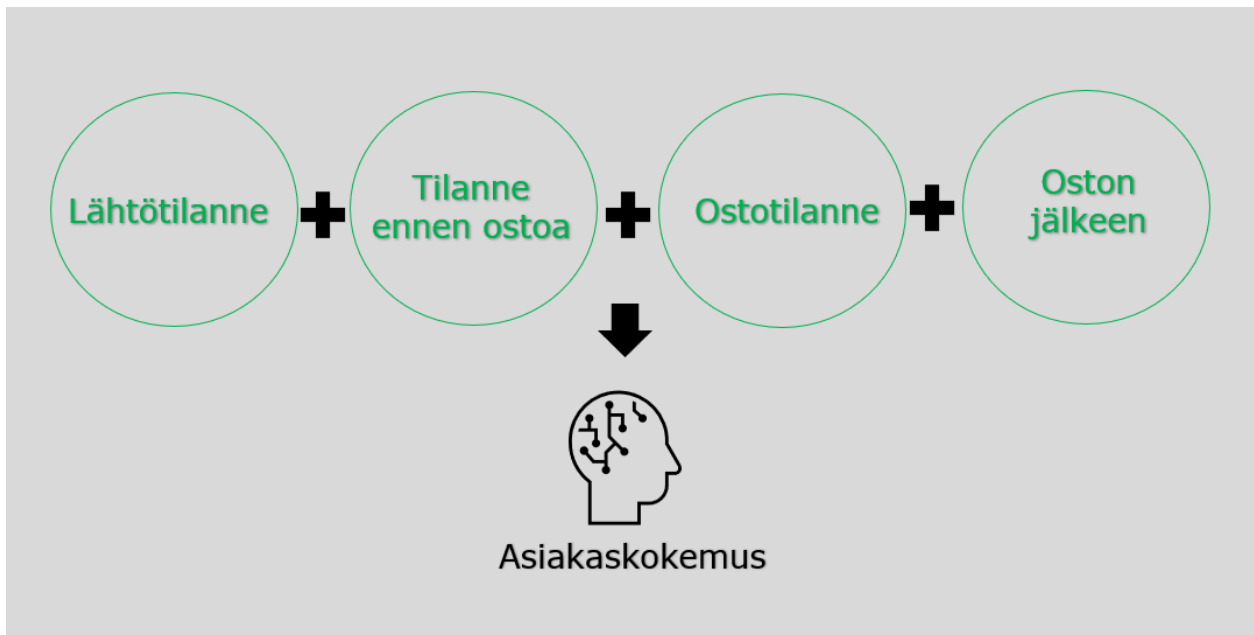 Lähtötilanne
Tilanne
ennen ostoa
Ostotilanne
Oston
jälkeen
Asiakaskokemus